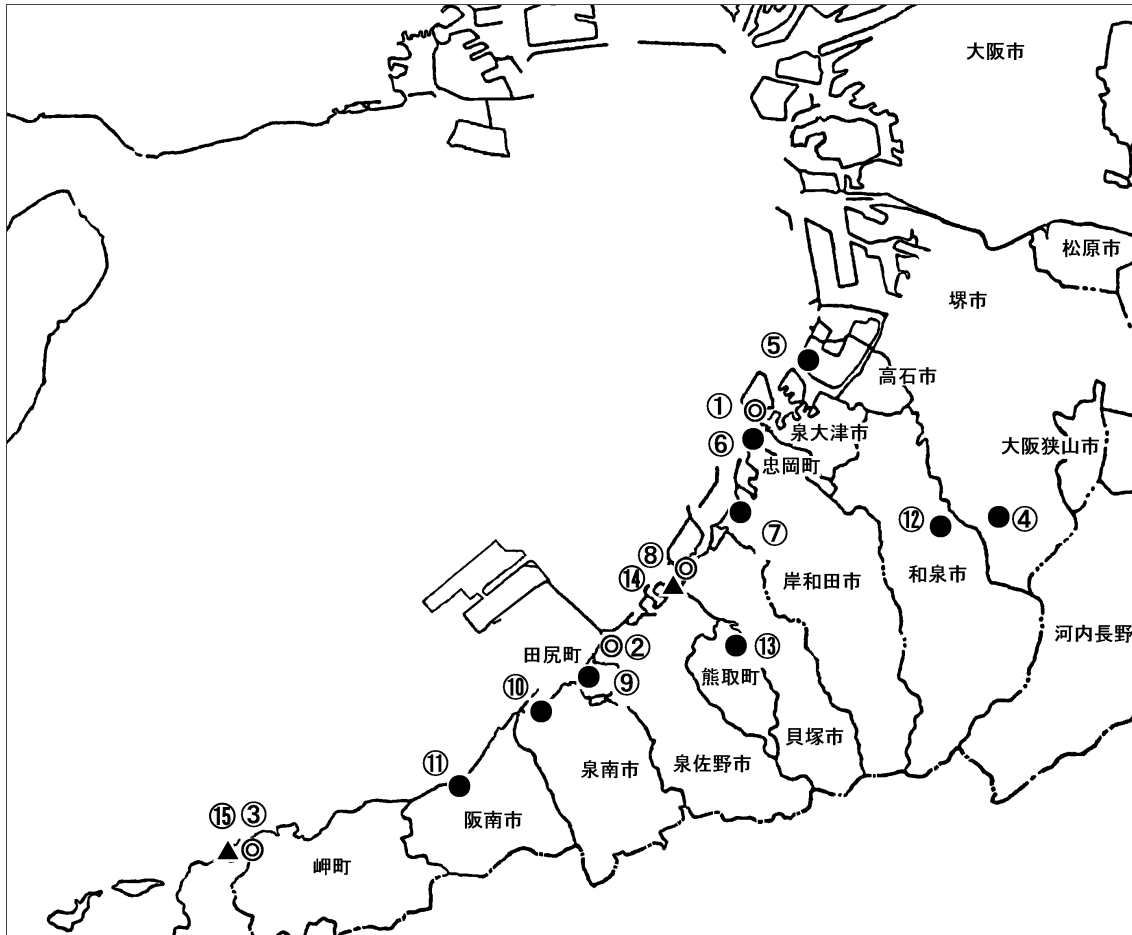 大阪市
松原市
堺市
⑤
高石市
①
泉大津市
⑥
大阪狭山市
忠岡町
⑫
④
⑦
⑧
⑭
岸和田市
和泉市
河内長野
田尻町
②
⑬
熊取町
⑩
⑨
貝塚市
⑪
泉南市
泉佐野市
阪南市
⑮
③
岬町